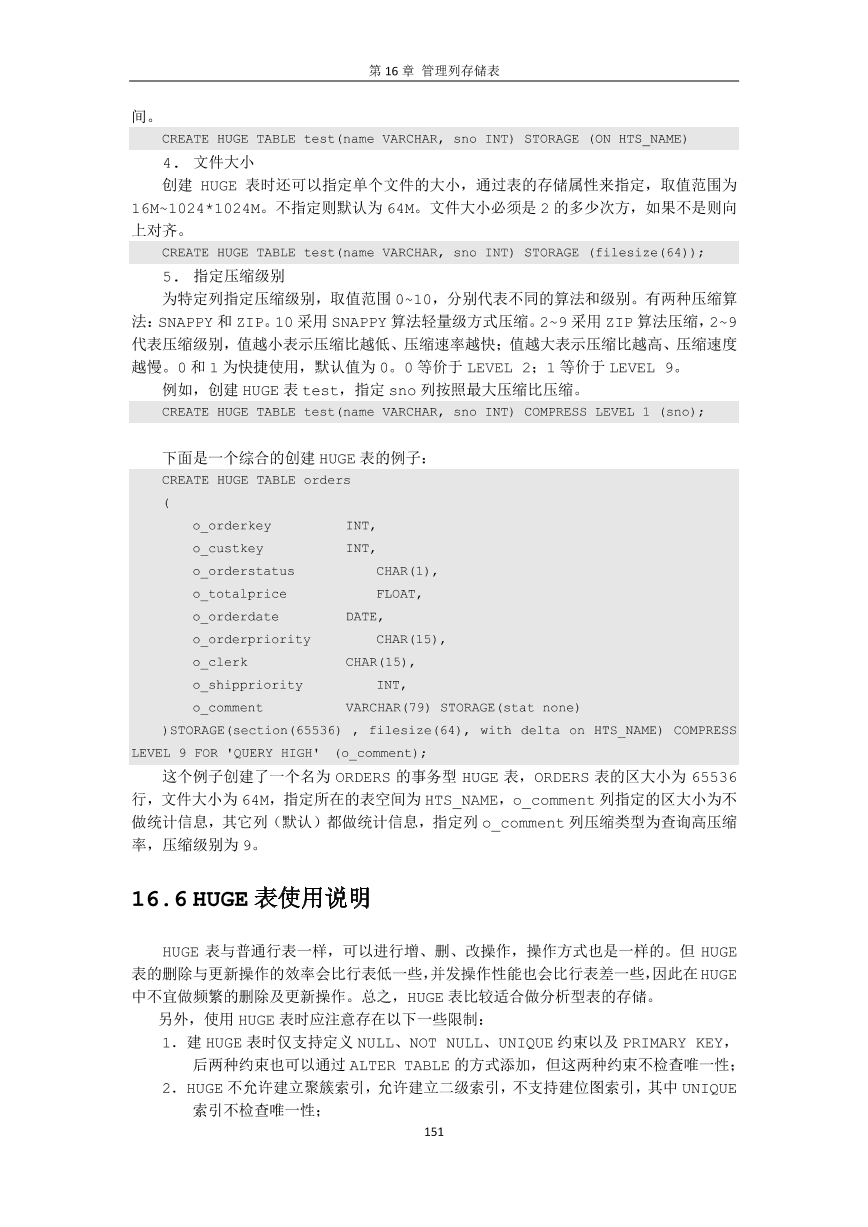 第 16 章 管理列存储表
间。
CREATE HUGE TABLE test(name VARCHAR, sno INT) STORAGE (ON HTS_NAME)
4. 文件大小
创建 HUGE 表时还可以指定单个文件的大小，通过表的存储属性来指定，取值范围为
16M~1024*1024M。不指定则默认为 64M。文件大小必须是 2 的多少次方，如果不是则向
上对齐。
CREATE HUGE TABLE test(name VARCHAR, sno INT) STORAGE (filesize(64));
5. 指定压缩级别
为特定列指定压缩级别，取值范围 0~10，分别代表不同的算法和级别。有两种压缩算
法：SNAPPY 和 ZIP。10 采用 SNAPPY 算法轻量级方式压缩。2~9 采用 ZIP 算法压缩，2~9
代表压缩级别，值越小表示压缩比越低、压缩速率越快；值越大表示压缩比越高、压缩速度
越慢。0 和 1 为快捷使用，默认值为 0。0 等价于 LEVEL 2；1 等价于 LEVEL 9。
例如，创建 HUGE 表 test，指定 sno 列按照最大压缩比压缩。
CREATE HUGE TABLE test(name VARCHAR, sno INT) COMPRESS LEVEL 1 (sno);
下面是一个综合的创建 HUGE 表的例子：
CREATE HUGE TABLE orders
(
o_orderkey INT,
o_custkey INT,
o_orderstatus CHAR(1),
o_totalprice FLOAT,
o_orderdate DATE,
o_orderpriority CHAR(15),
o_clerk CHAR(15),
o_shippriority INT,
o_comment VARCHAR(79) STORAGE(stat none)
)STORAGE(section(65536) , filesize(64), with delta on HTS_NAME) COMPRESS
LEVEL 9 FOR 'QUERY HIGH' (o_comment);
这个例子创建了一个名为 ORDERS 的事务型 HUGE 表，ORDERS 表的区大小为 65536
行，文件大小为 64M，指定所在的表空间为 HTS_NAME，o_comment 列指定的区大小为不
做统计信息，其它列（默认）都做统计信息，指定列 o_comment 列压缩类型为查询高压缩
率，压缩级别为 9。
16.6 HUGE 表使用说明
HUGE 表与普通行表一样，可以进行增、删、改操作，操作方式也是一样的。但 HUGE
表的删除与更新操作的效率会比行表低一些，并发操作性能也会比行表差一些，因此在 HUGE
中不宜做频繁的删除及更新操作。总之，HUGE 表比较适合做分析型表的存储。
另外，使用 HUGE 表时应注意存在以下一些限制：
1. 建 HUGE 表时仅支持定义 NULL、NOT NULL、UNIQUE 约束以及 PRIMARY KEY，
后两种约束也可以通过 ALTER TABLE 的方式添加，但这两种约束不检查唯一性；
2. HUGE 不允许建立聚簇索引，允许建立二级索引，不支持建位图索引，其中 UNIQUE
索引不检查唯一性；
151